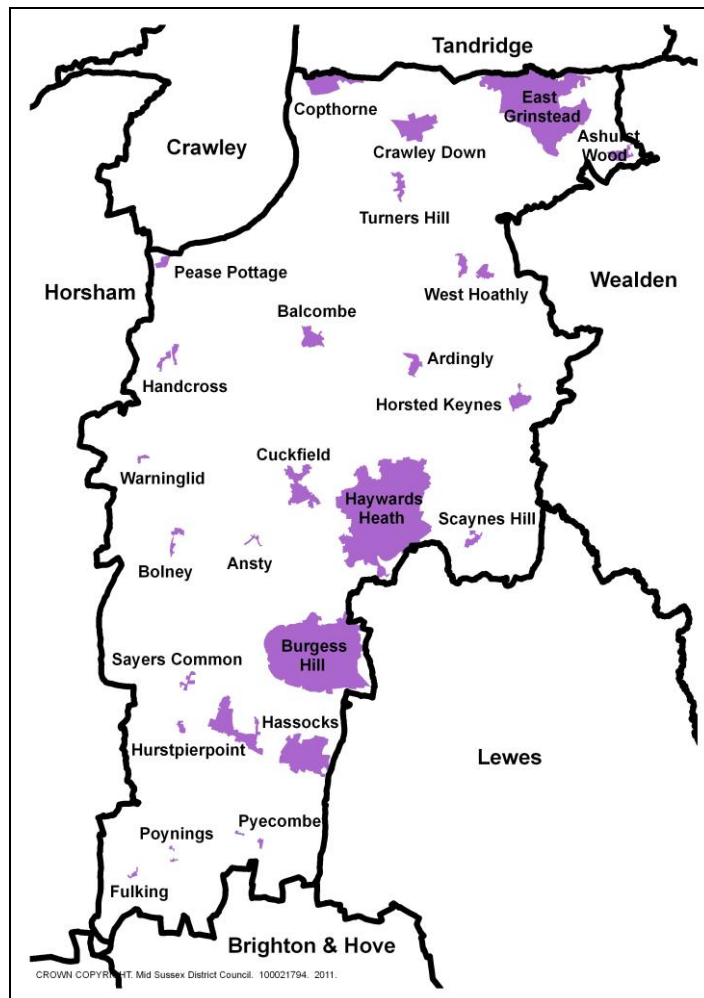 Tandridge
East
Grinstead
Copthorne
Ashurst
Wood
Crawley
Crawley Down
Turners Hill
Pease Pottage
West Hoathly
Wealden
Horsham
Balcombe
Ardingly
Handcross
Horsted Keynes
Cuckfield
Warninglid
Haywards
Heath
Scaynes Hill
Bolney
Ansty
Burgess
Hill
Sayers Common
Hassocks
Hurstpierpoint
Lewes
Pyecombe
Poynings
Fulking
Brighton & Hove
CROWN COPYRIGHT. Mid Sussex District Council. 100021794. 2011.